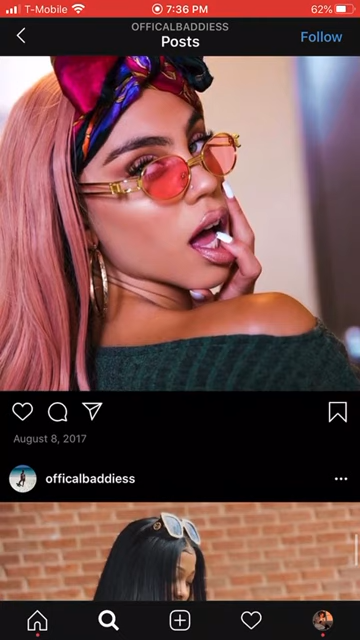 T-Mobile 7:36 PM 62%
OFFICALBADDIESS
Posts
Follow
August 8, 2017
officalbaddiess